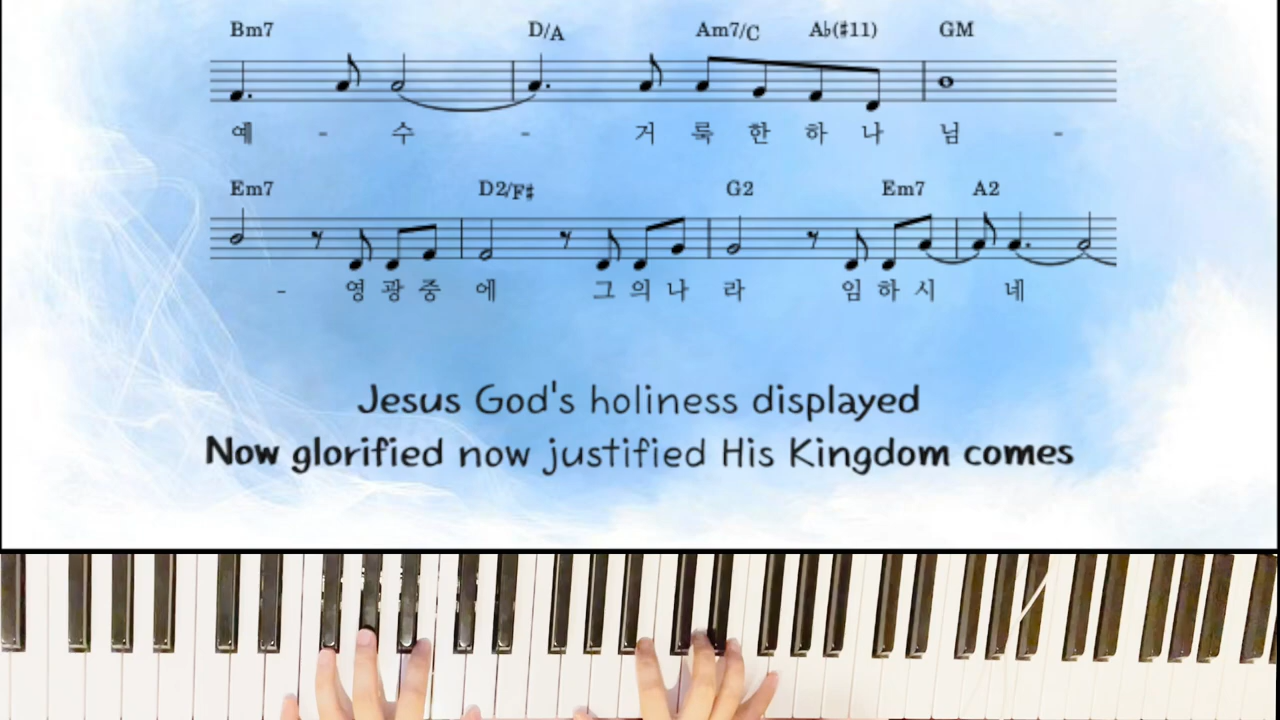 Bm7 D/A Am7/C A♭(#11) GM
예 - 수 - 거 룩 한 하 나 님 -
Em7 D2/F# G2 Em7 A2
- 영 광 중 에 그 의 나 라 임 하 시 네
Jesus God's holiness displayed
Now glorified now justified His Kingdom comes